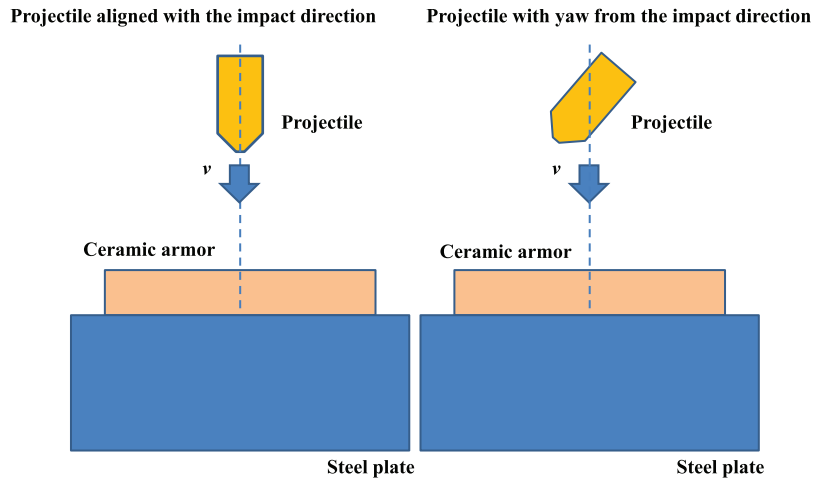 Projectile aligned with the impact direction
Projectile
v
Ceramic armor
Steel plate
Projectile with yaw from the impact direction
Projectile
v
Ceramic armor
Steel plate